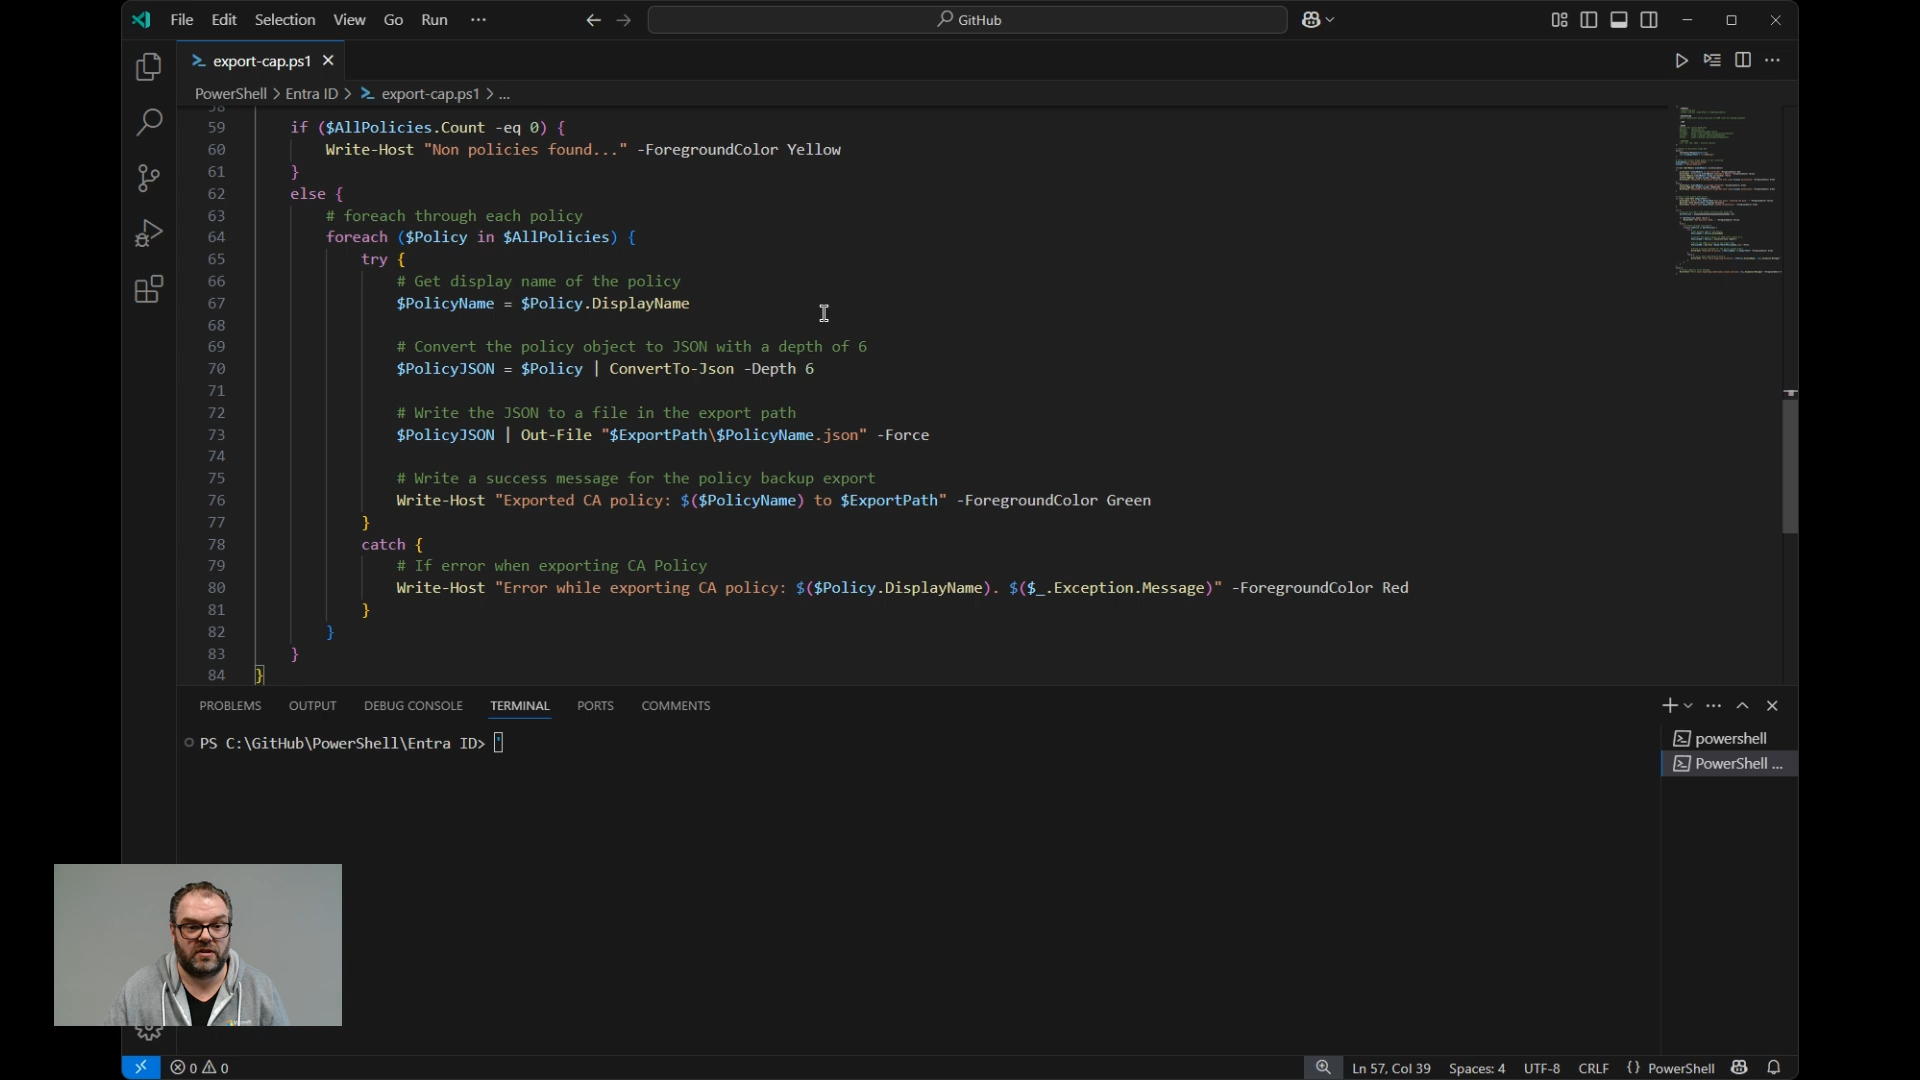 File Edit Selection View Go Run ···
GitHub
export-cap.ps1
PowerShell > Entra ID > export-cap.ps1 > ...
58
59 if ($AllPolicies.Count -eq 0) {
60 Write-Host "Non policies found..." -ForegroundColor Yellow
61 }
62 else {
63 # foreach through each policy
64 foreach ($Policy in $AllPolicies) {
65 try {
66 # Get display name of the policy
67 $PolicyName = $Policy.DisplayName
68
69 # Convert the policy object to JSON with a depth of 6
70 $PolicyJSON = $Policy | ConvertTo-Json -Depth 6
71
72 # Write the JSON to a file in the export path
73 $PolicyJSON | Out-File "$ExportPath\$PolicyName.json" -Force
74
75 # Write a success message for the policy backup export
76 Write-Host "Exported CA policy: $($PolicyName) to $ExportPath" -ForegroundColor Green
77 }
78 catch {
79 # If error when exporting CA Policy
80 Write-Host "Error while exporting CA policy: $($Policy.DisplayName). $($_.Exception.Message)" -ForegroundColor Red
81 }
82 }
83 }
84 }
PROBLEMS OUTPUT DEBUG CONSOLE TERMINAL PORTS COMMENTS
PS C:\GitHub\PowerShell\Entra ID> '
powershell
PowerShell ...
0 0
Ln 57, Col 39 Spaces: 4 UTF-8 CRLF {} PowerShell